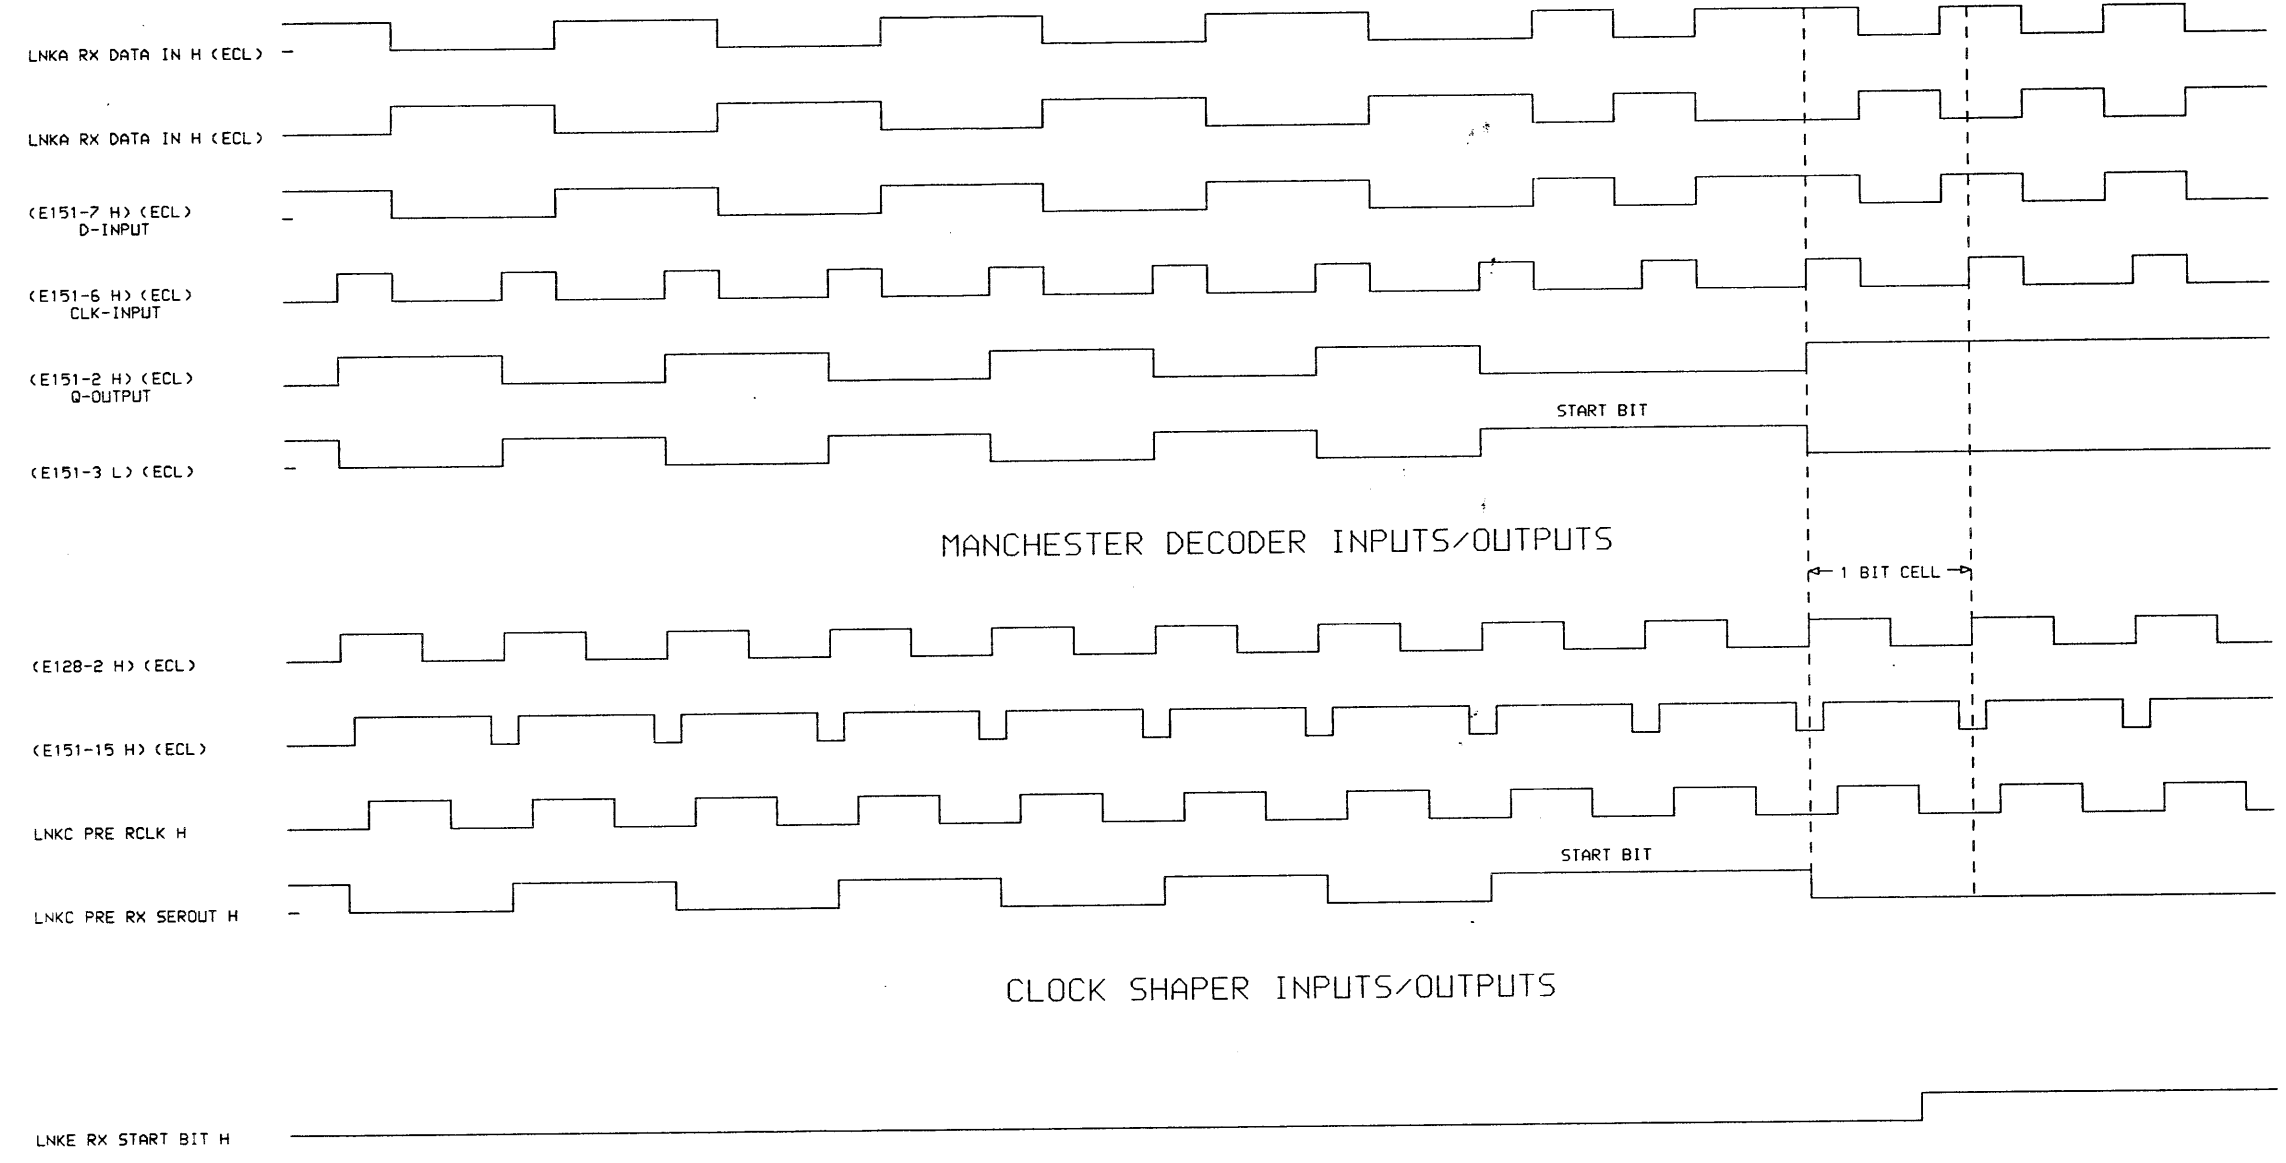 LNKA RX DATA IN H (ECL)
LNKA RX DATA IN H (ECL)
(E151-7 H) (ECL)
D-INPUT
(E151-6 H) (ECL)
CLK-INPUT
(E151-2 H) (ECL)
Q-OUTPUT
START BIT
(E151-3 L) (ECL)
MANCHESTER DECODER INPUTS/OUTPUTS
1 BIT CELL
(E128-2 H) (ECL)
(E151-15 H) (ECL)
LNKC PRE RCLK H
START BIT
LNKC PRE RX SEROUT H
CLOCK SHAPER INPUTS/OUTPUTS
LNKE RX START BIT H